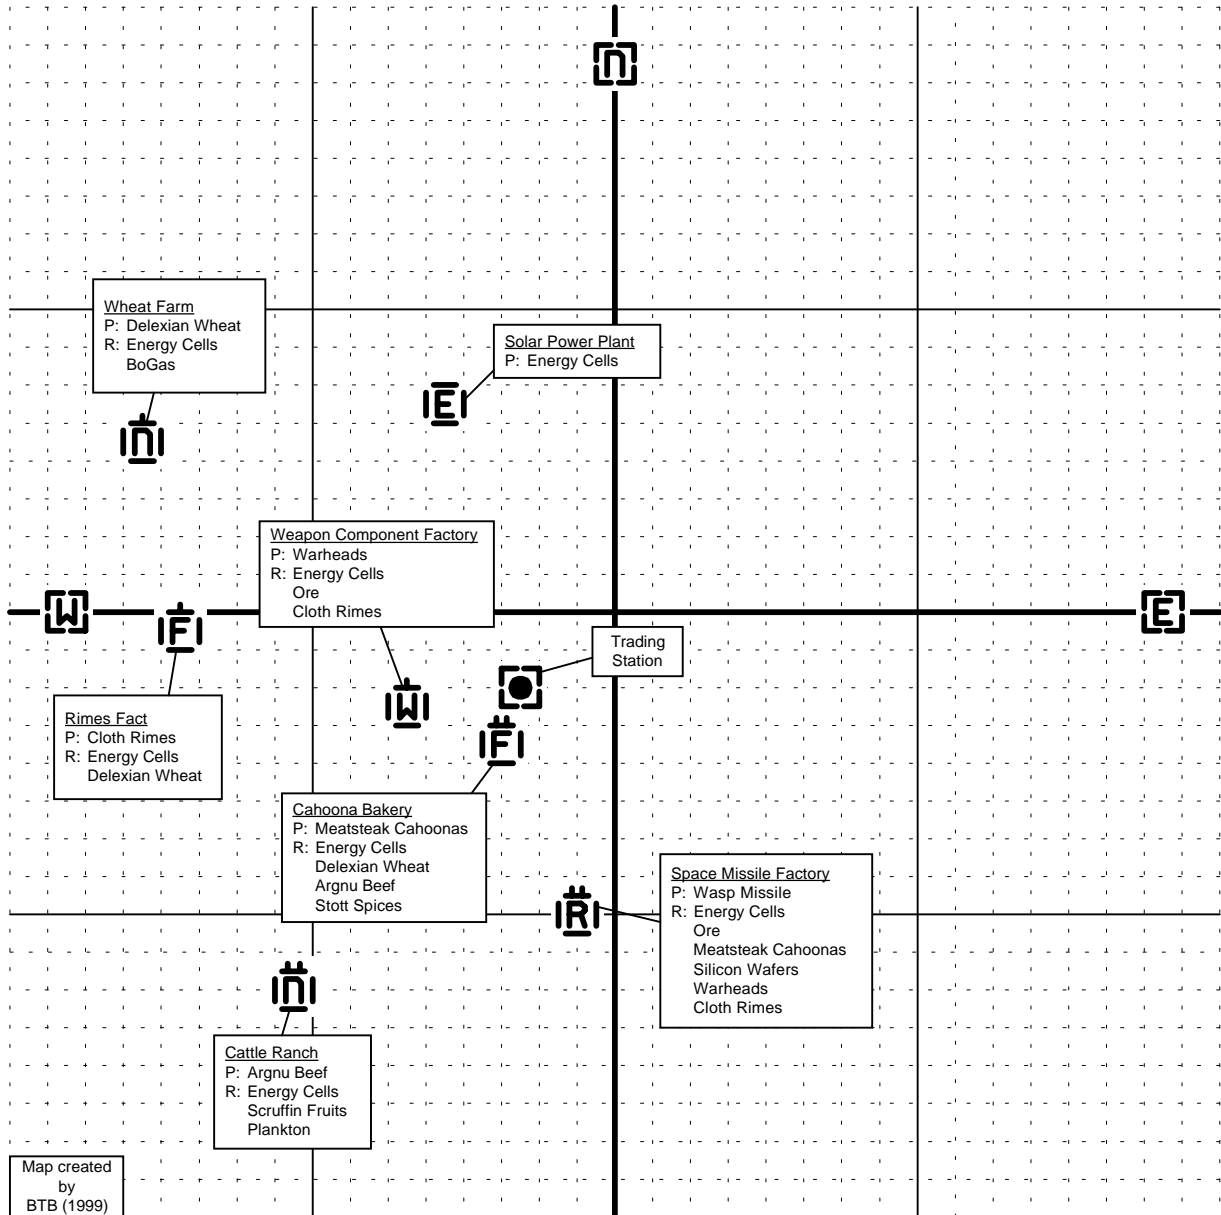 n
Wheat Farm
P: Delexian Wheat
R: Energy Cells
BoGas
n
Solar Power Plant
P: Energy Cells
E
Weapon Component Factory
P: Warheads
R: Energy Cells
Ore
Cloth Rimes
W
F
E
Trading
Station
W
F
Rimes Fact
P: Cloth Rimes
R: Energy Cells
Delexian Wheat
Cahoona Bakery
P: Meatsteak Cahoonas
R: Energy Cells
Delexian Wheat
Argnu Beef
Stott Spices
R
Space Missile Factory
P: Wasp Missile
R: Energy Cells
Ore
Meatsteak Cahoonas
Silicon Wafers
Warheads
Cloth Rimes
n
Cattle Ranch
P: Argnu Beef
R: Energy Cells
Scruffin Fruits
Plankton
Map created
by
BTB (1999)